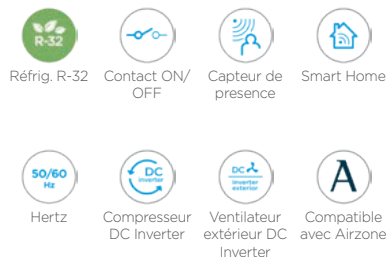 R-32
Réfrig. R-32
Contact ON/
OFF
Capteur de
presence
Smart Home
50/60
Hz
Hertz
DC
Inverter
Compresseur
DC Inverter
DC
inverter
exterior
Ventilateur
extérieur DC
Inverter
A
Compatible
avec Airzone